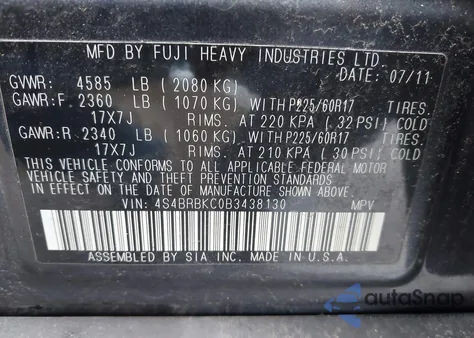 MFD BY FUJI HEAVY INDUSTRIES LTD.
DATE: 07/11
GVWR: 4585 LB (2080 KG)
GAWR:F 2360 LB (1070 KG) WITH P225/60R17 TIRES.
17X7J RIMS. AT 220 KPA (32 PSI) COLD
GAWR:R 2340 LB (1060 KG) WITH P225/60R17 TIRES.
17X7J RIMS. AT 210 KPA (30 PSI) COLD
THIS VEHICLE CONFORMS TO ALL APPLICABLE FEDERAL MOTOR
VEHICLE SAFETY AND THEFT PREVENTION STANDARDS
IN EFFECT ON THE DATE OF MANUFACTURE SHOWN ABOVE.
VIN: 4S4BRBKC0B3438130 MPV
ASSEMBLED BY SIA INC. MADE IN U.S.A.
autoSnap